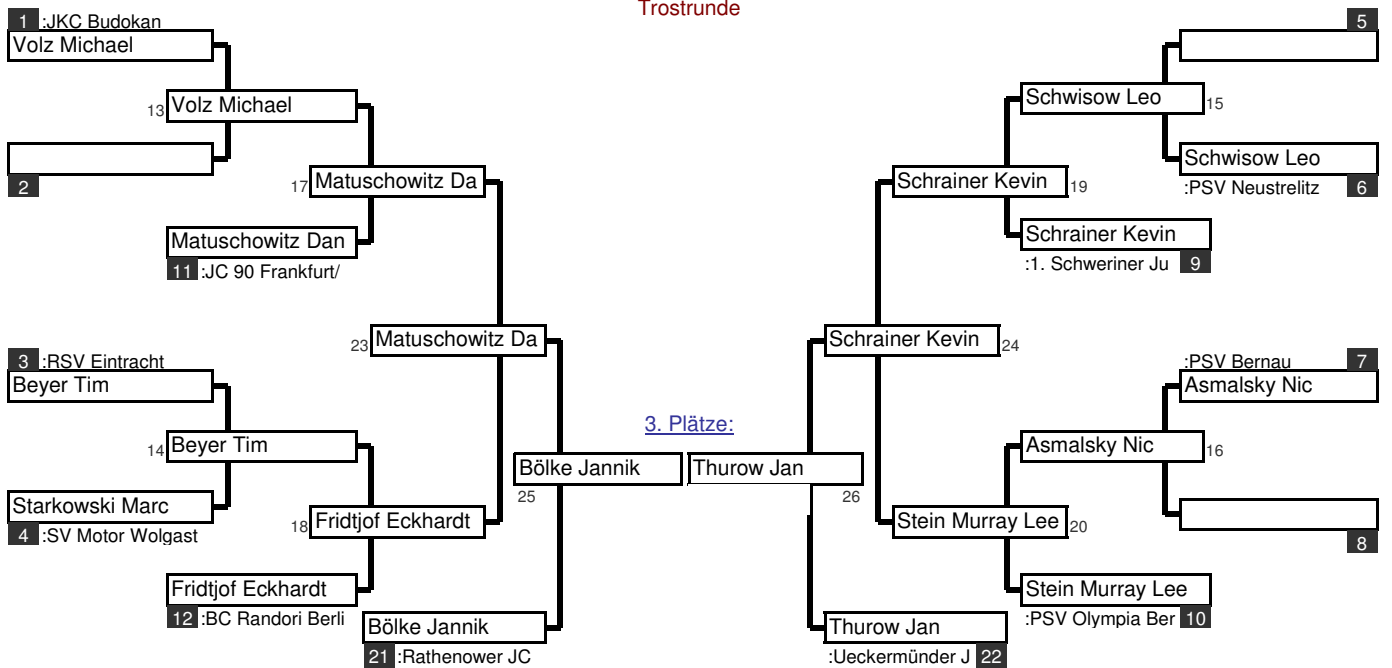 Trostrunde
1 :JKC Budokan
Volz Michael
13 Volz Michael
2
17 Matuschowitz Da
Matuschowitz Dan
11 :JC 90 Frankfurt/
23 Matuschowitz Da
3 :RSV Eintracht
Beyer Tim
14 Beyer Tim
Starkowski Marc
4 :SV Motor Wolgast
18 Fridtjof Eckhardt
Fridtjof Eckhardt
12 :BC Randori Berli
Bölke Jannik
21 :Rathenower JC
3. Plätze:
Bölke Jannik
25
Thurow Jan
26
5
Schwisow Leo 15
Schwisow Leo
:PSV Neustrelitz 6
Schrainer Kevin 19
Schrainer Kevin
:1. Schweriner Ju 9
Schrainer Kevin 24
:PSV Bernau 7
Asmalsky Nic
Asmalsky Nic 16
8
Stein Murray Lee 20
Stein Murray Lee
:PSV Olympia Ber 10
Thurow Jan
:Ueckermünder J 22